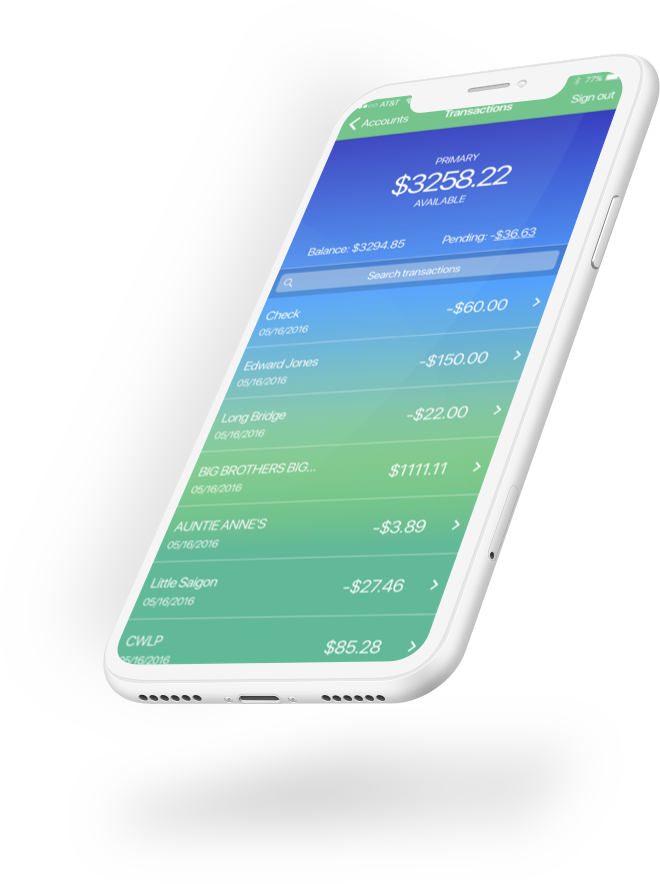 AT&T 77%
Accounts Transactions Sign out
PRIMARY
$3258.22
AVAILABLE
Balance: $3294.85 Pending: -$36.63
Search transactions
Check -$60.00
05/16/2016
Edward Jones -$150.00
05/16/2016
Long Bridge -$22.00
05/16/2016
BIG BROTHERS BIG... $1111.11
05/16/2016
AUNTIE ANNE'S -$3.89
05/16/2016
Little Saigon -$27.46
05/16/2016
CWLP $85.28
05/16/2016